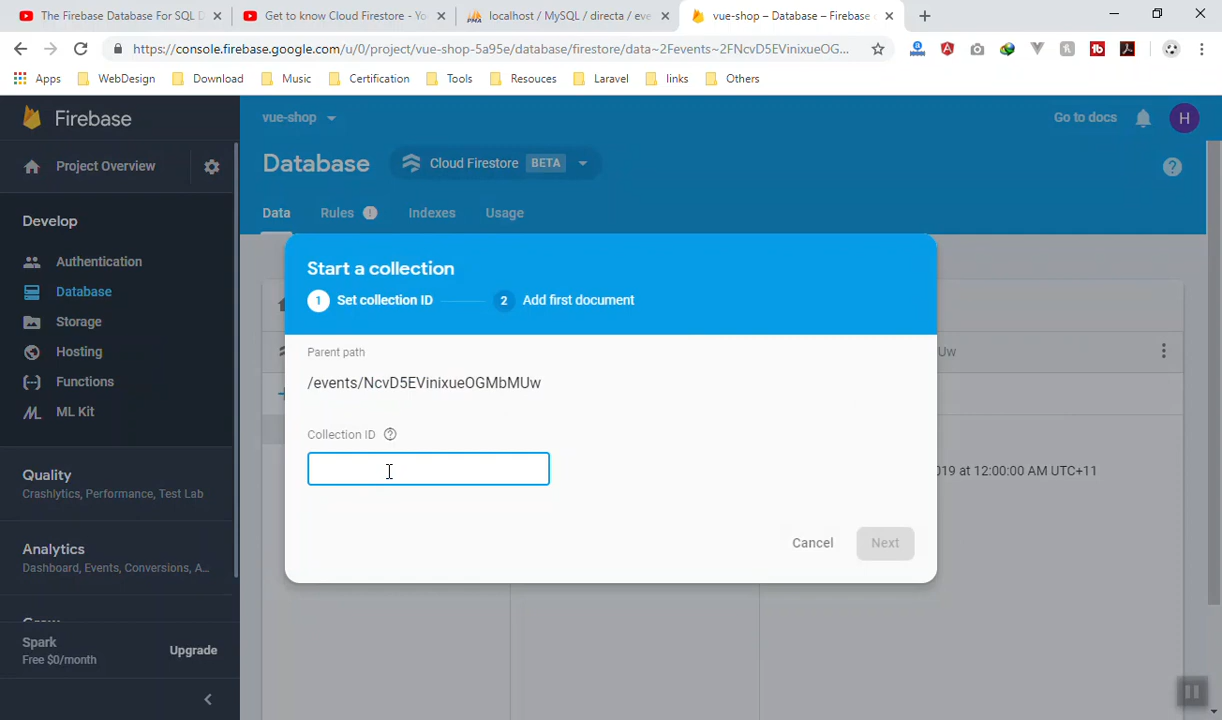 The Firebase Database For SQL D
Get to know Cloud Firestore - Yo
localhost / MySQL / directa / eve
vue-shop – Database – Firebase c
https://console.firebase.google.com/u/0/project/vue-shop-5a95e/database/firestore/data~2Fevents~2FNcvD5EVinixueOG...
Apps
WebDesign
Download
Music
Certification
Tools
Resouces
Laravel
links
Others
Firebase
vue-shop
Go to docs
H
Project Overview
Database
Cloud Firestore BETA
Data
Rules
Indexes
Usage
Develop
Authentication
Database
Storage
Hosting
Functions
ML Kit
Quality
Crashlytics, Performance, Test Lab
Analytics
Dashboard, Events, Conversions, A...
Spark
Free $0/month
Upgrade
Start a collection
1 Set collection ID
2 Add first document
Parent path
/events/NcvD5EVinixueOGMbMUw
Collection ID
Cancel
Next
Uw
019 at 12:00:00 AM UTC+11